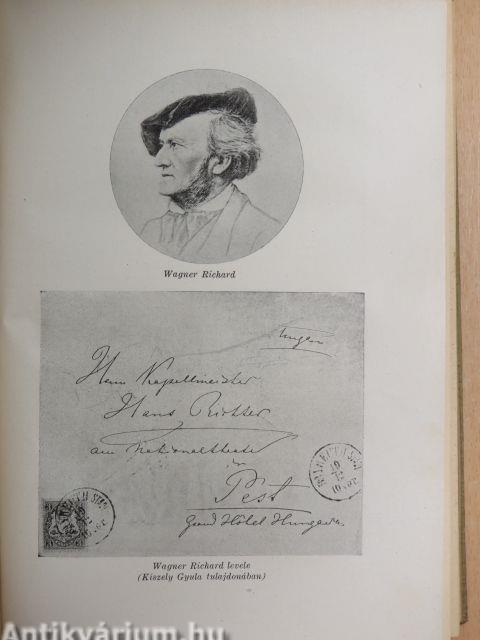 Wagner Richard
Ungarn
Herrn Kapellmeister
Hans Richter
am Nationaltheater
in
Pest
Grand Hôtel Hungaria
Wagner Richard levele
(Kiszely Gyula tulajdonában)
Antikvárium.hu